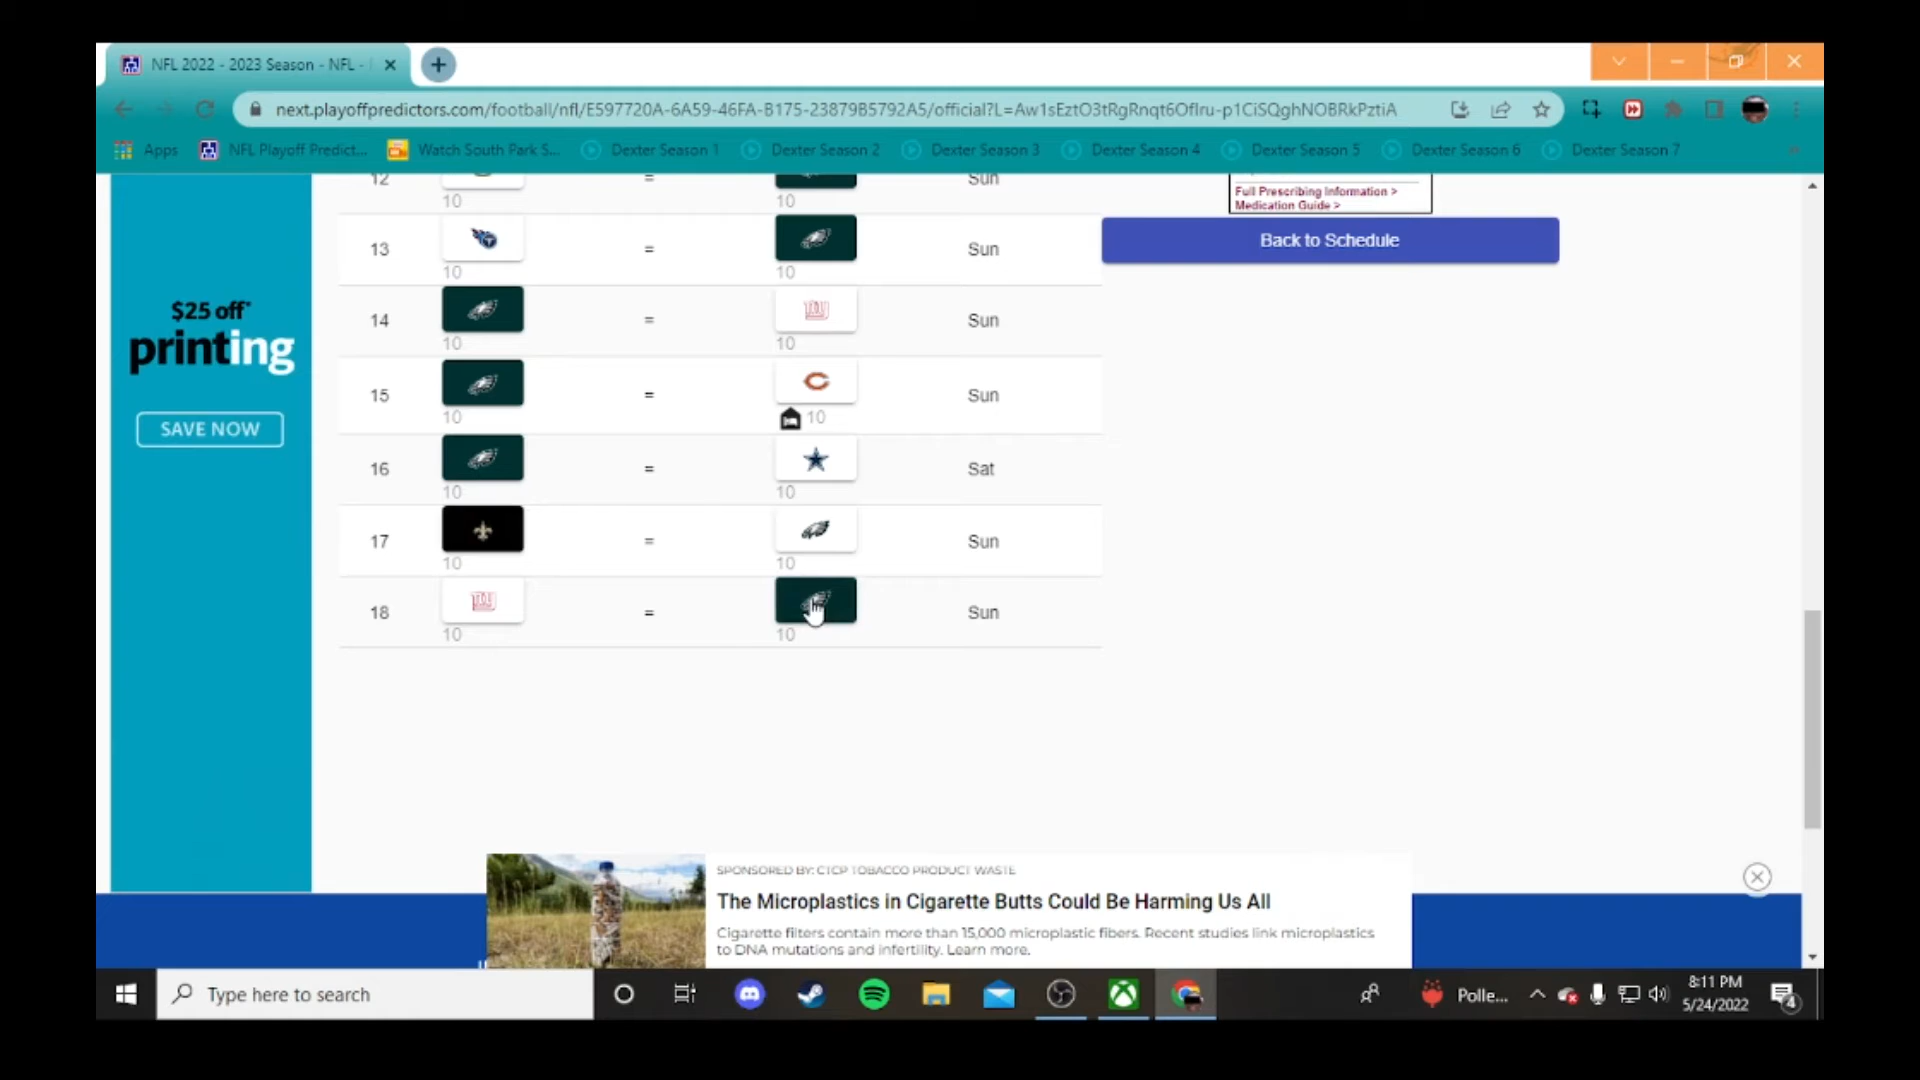 NFL 2022 - 2023 Season - NFL -
next.playoffpredictors.com/football/nfl/E597720A-6A59-46FA-B175-23879B5792A5/official?L=Aw1sEztO3tRgRnqt6Oflru-p1CiSQghNOBRkPztiA
Apps NFL Playoff Predict... Watch South Park S... Dexter Season 1 Dexter Season 2 Dexter Season 3 Dexter Season 4 Dexter Season 5 Dexter Season 6 Dexter Season 7 »
12 = Sun
10 10
Full Prescribing Information >
Medication Guide >
Back to Schedule
13 = Sun
10 10
14 = Sun
10 10
15 = Sun
10 10
16 = Sat
10 10
17 = Sun
10 10
18 = Sun
10 10
$25 off*
printing
SAVE NOW
SPONSORED BY: CTCP TOBACCO PRODUCT WASTE
The Microplastics in Cigarette Butts Could Be Harming Us All
Cigarette filters contain more than 15,000 microplastic fibers. Recent studies link microplastics
to DNA mutations and infertility. Learn more.
Type here to search
Polle...
8:11 PM
5/24/2022
4